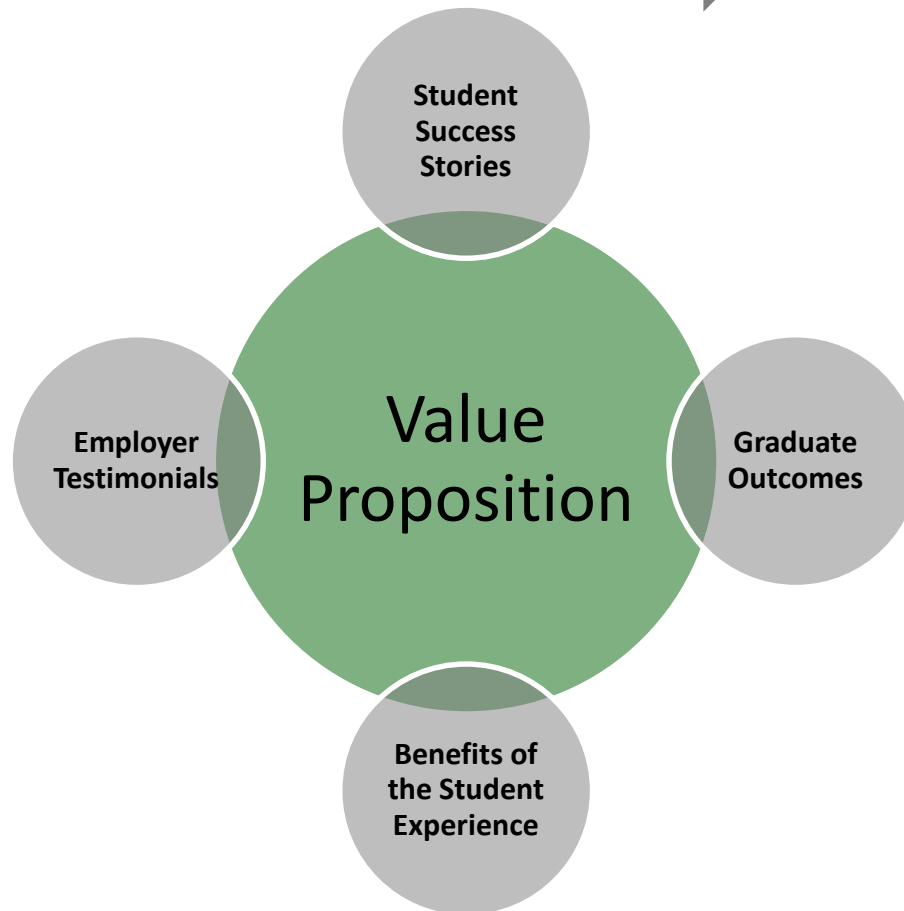 Student
Success
Stories
Employer
Testimonials
Value
Proposition
Graduate
Outcomes
Benefits of
the Student
Experience